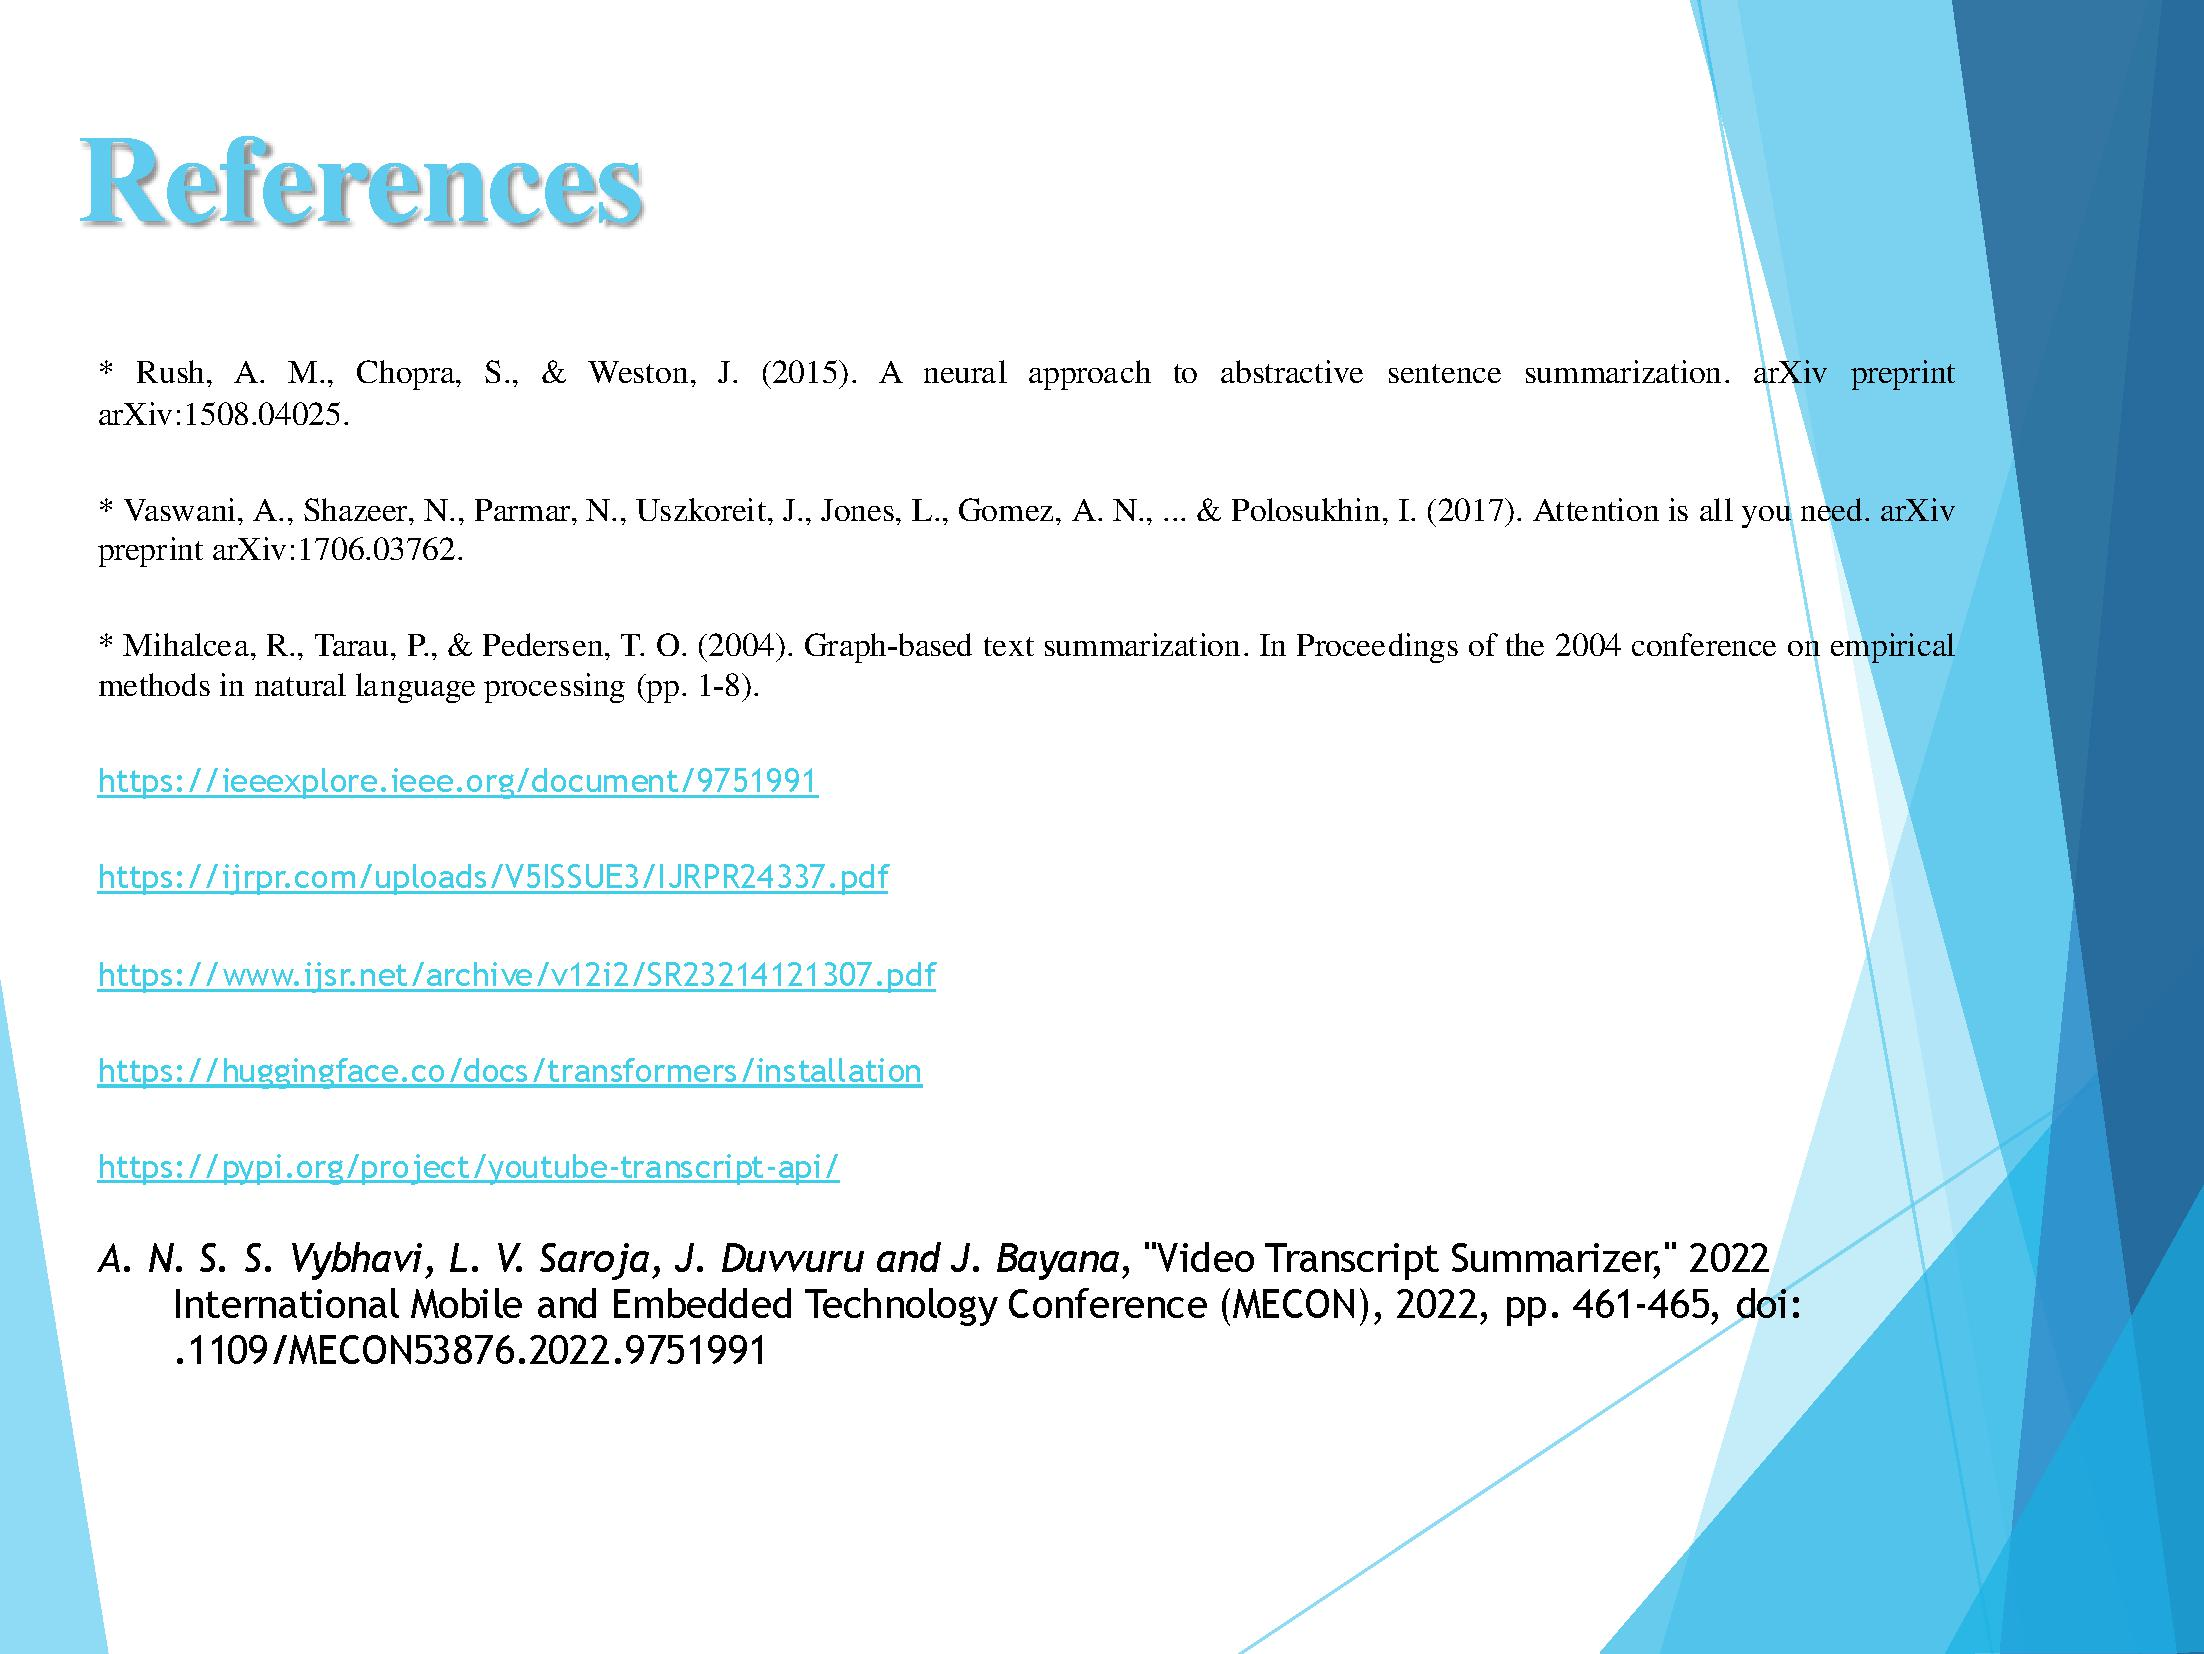 References
* Rush, A. M., Chopra, S., & Weston, J. (2015). A neural approach to abstractive sentence summarization. arXiv preprint
arXiv:1508.04025.
* Vaswani, A., Shazeer, N., Parmar, N., Uszkoreit, J., Jones, L., Gomez, A. N., ... & Polosukhin, I. (2017). Attention is all you need. arXiv
preprint arXiv:1706.03762.
* Mihalcea, R., Tarau, P., & Pedersen, T. O. (2004). Graph-based text summarization. In Proceedings of the 2004 conference on empirical
methods in natural language processing (pp. 1-8).
https://ieeexplore.ieee.org/document/9751991
https://ijrpr.com/uploads/V5ISSUE3/IJRPR24337.pdf
https://www.ijsr.net/archive/v12i2/SR23214121307.pdf
https://huggingface.co/docs/transformers/installation
https://pypi.org/project/youtube-transcript-api/
A. N. S. S. Vybhavi, L. V. Saroja, J. Duvvuru and J. Bayana, "Video Transcript Summarizer," 2022
International Mobile and Embedded Technology Conference (MECON), 2022, pp. 461-465, doi:
.1109/MECON53876.2022.9751991